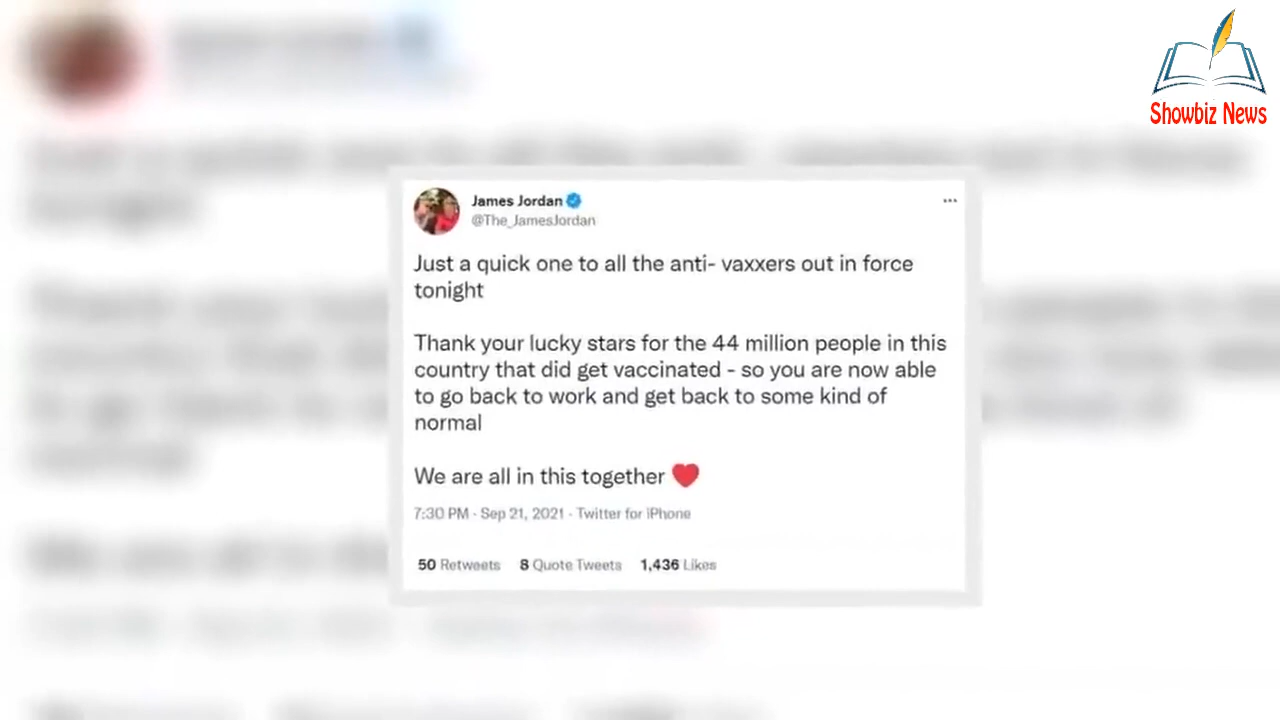 Showbiz News
James Jordan
@The_JamesJordan
Just a quick one to all the anti- vaxxers out in force
tonight
Thank your lucky stars for the 44 million people in this
country that did get vaccinated - so you are now able
to go back to work and get back to some kind of
normal
We are all in this together ❤️
7:30 PM · Sep 21, 2021 · Twitter for iPhone
50 Retweets 8 Quote Tweets 1,436 Likes